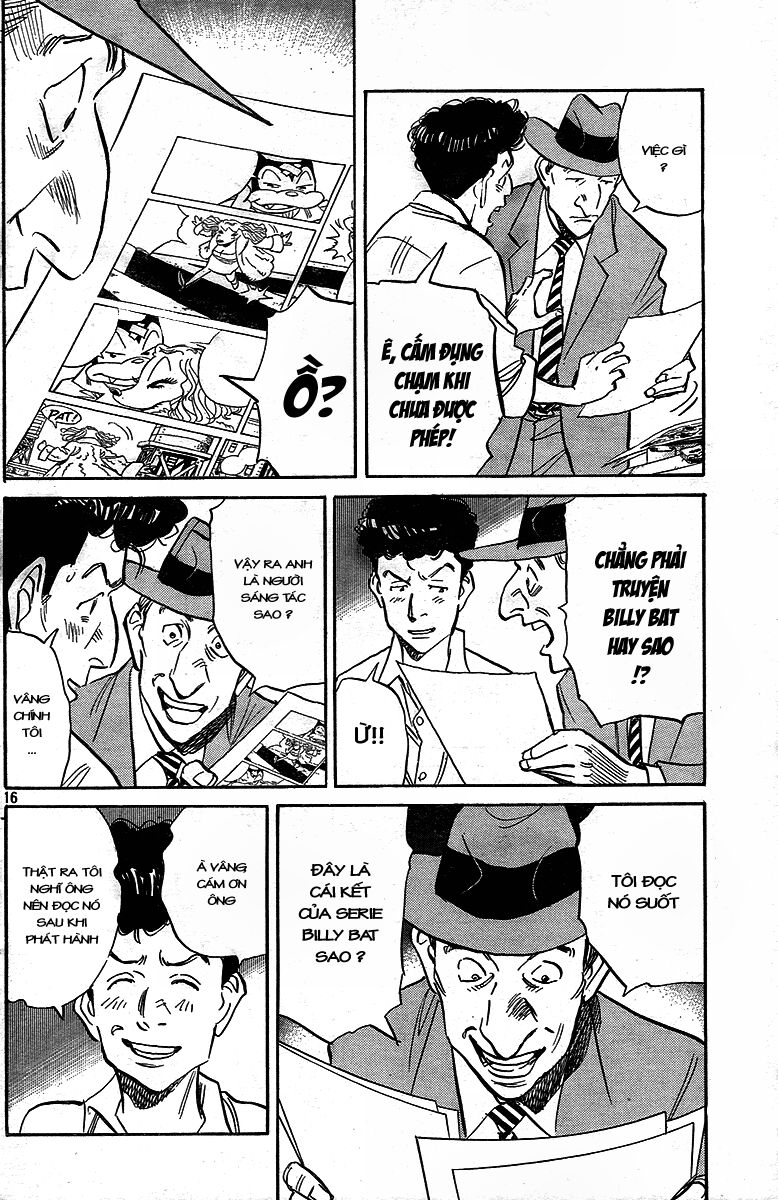 VIỆC GÌ
?
Ê, CẤM ĐỤNG
CHẠM KHI
CHƯA ĐƯỢC
PHÉP!
Ồ?
PAT!
CHẲNG PHẢI
TRUYỆN
BILLY BAT
HAY SAO
!?
Ừ!!
VẬY RA ANH
LÀ NGƯỜI
SÁNG TÁC
SAO ?
VÂNG
CHÍNH
TÔI
...
16
TÔI ĐỌC
NÓ SUỐT
ĐÂY LÀ
CÁI KẾT
CỦA SERIE
BILLY BAT
SAO ?
À VÂNG,
CÁM ƠN
ÔNG
THẬT RA TÔI
NGHĨ ÔNG
NÊN ĐỌC NÓ
SAU KHI
PHÁT HÀNH